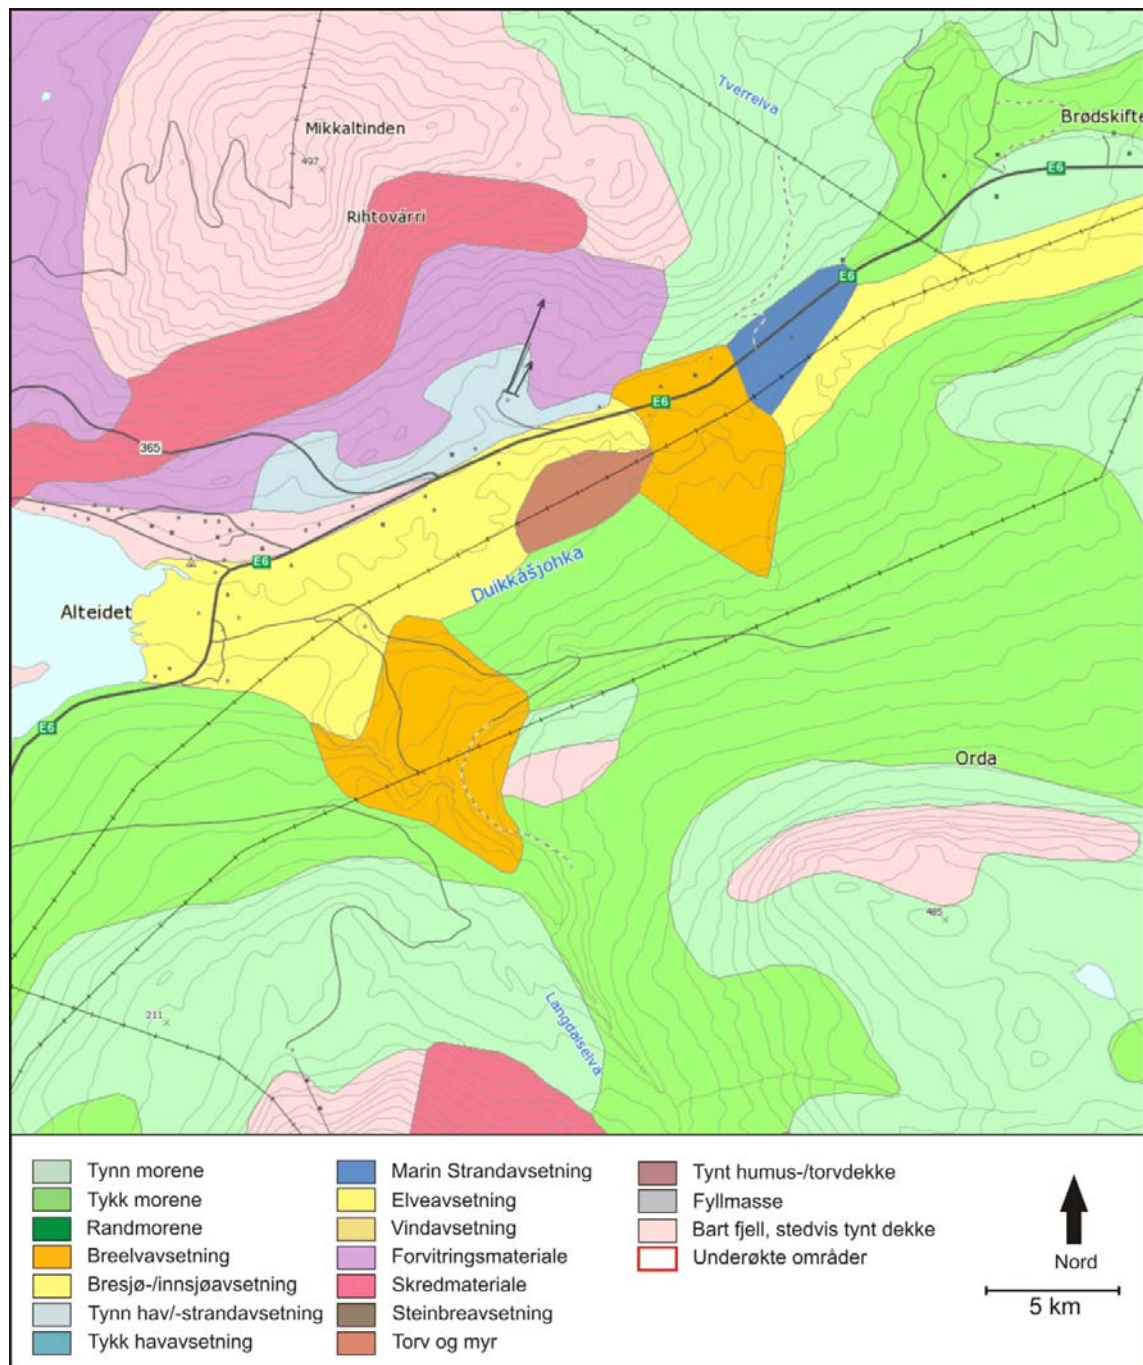 Tverrelva
Brødskifte
Mikkaltinden
497
E6
Rihtovárri
E6
E6
365
E6
Duikkášjohka
Alteidet
E6
Orda
485
Langdalselva
211
Tynn morene
Tykk morene
Randmorene
Breelvavsetning
Bresjø-/innsjøavsetning
Tynn hav/-strandavsetning
Tykk havavsetning
Marin Strandavsetning
Elveavsetning
Vindavsetning
Forvitringsmateriale
Skredmateriale
Steinbreavsetning
Torv og myr
Tynt humus-/torvdekke
Fyllmasse
Bart fjell, stedvis tynt dekke
Underøkte områder
Nord
5 km